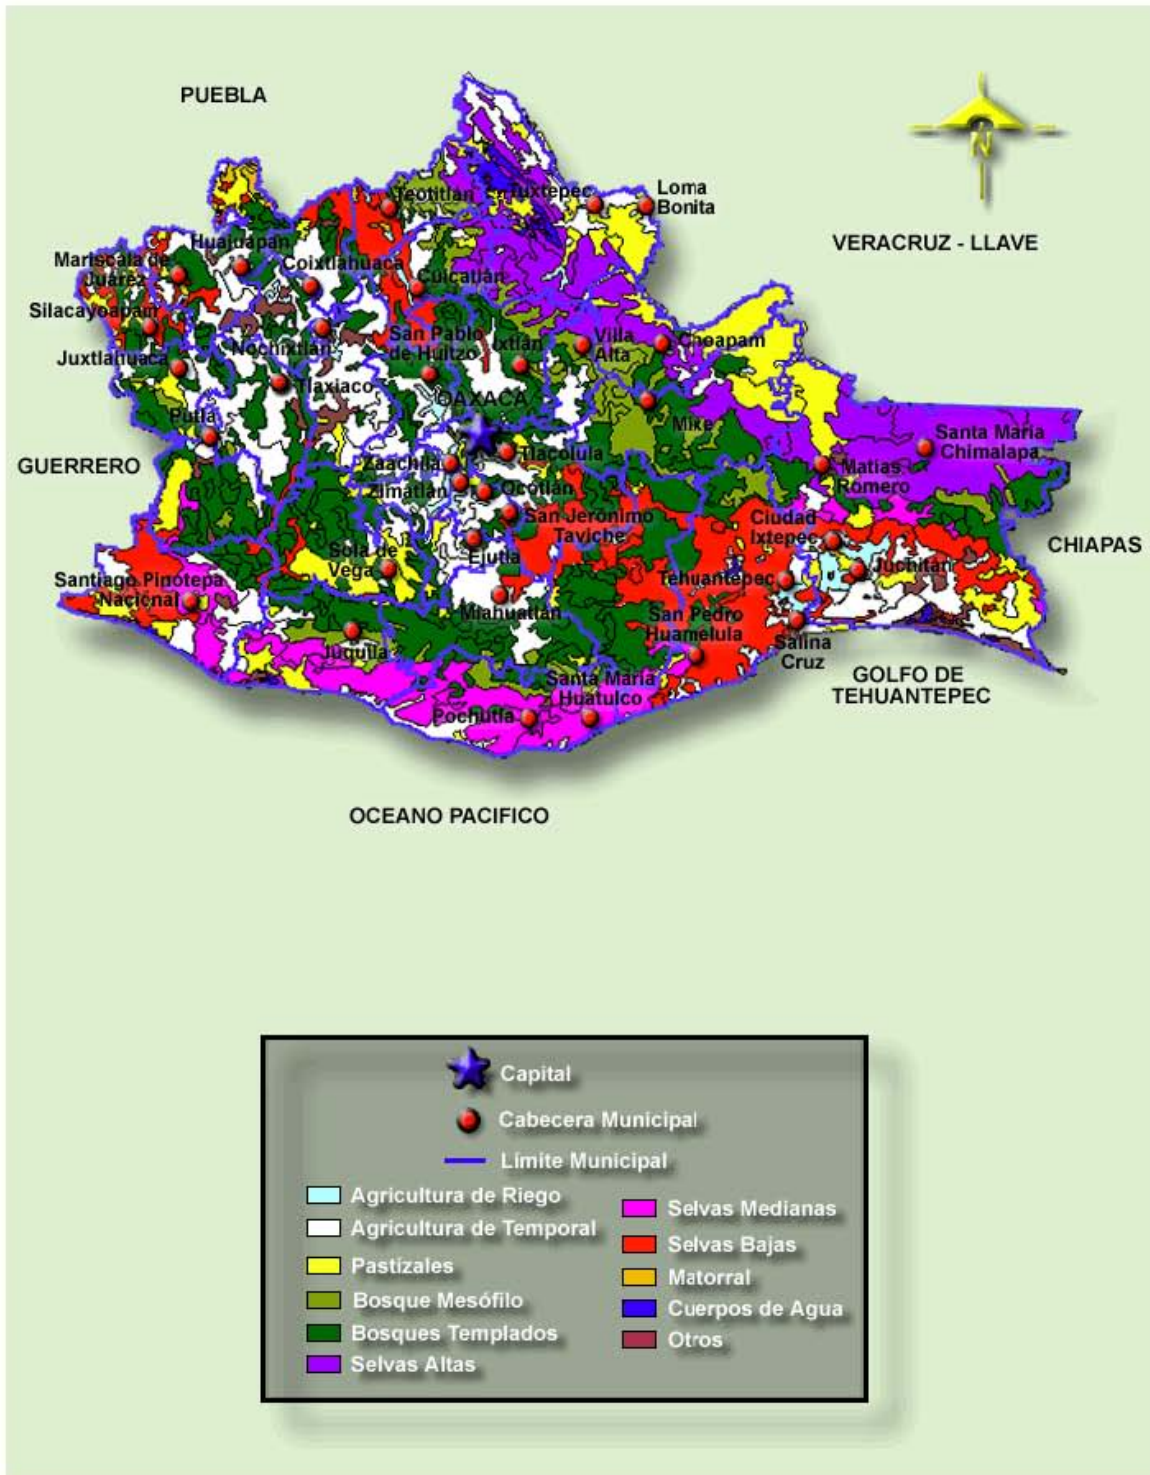 PUEBLA
N
Teotitlán
Tuxtepec
Loma
Bonita
VERACRUZ - LLAVE
Huajuapan
Mariscala de
Juárez
Coixtlahuaca
Cuicatlán
Silacayoapam
San Pablo
de Huitzo
Ixtlán
Villa
Alta
Choapam
Juxtlahuaca
Nochixtlán
Tlaxiaco
OAXACA
Mike
Putla
GUERRERO
Zaachila
Tlacolula
Santa María
Chimalapa
Matías
Romero
Zimatlán
Ocotlán
San Jerónimo
Taviche
Ciudad
Ixtepec
CHIAPAS
Sola de
Vega
Ejutla
Juchitán
Santiago Pinotepa
Nacional
Tehuantepec
Miahuatlán
San Pedro
Huamelula
Juquila
Salina
Cruz
GOLFO DE
TEHUANTEPEC
Santa María
Huatulco
Pochutla
OCEANO PACIFICO
Capital
Cabecera Municipal
Límite Municipal
Agricultura de Riego
Agricultura de Temporal
Pastízales
Bosque Mesófilo
Bosques Templados
Selvas Altas
Selvas Medianas
Selvas Bajas
Matorral
Cuerpos de Agua
Otros